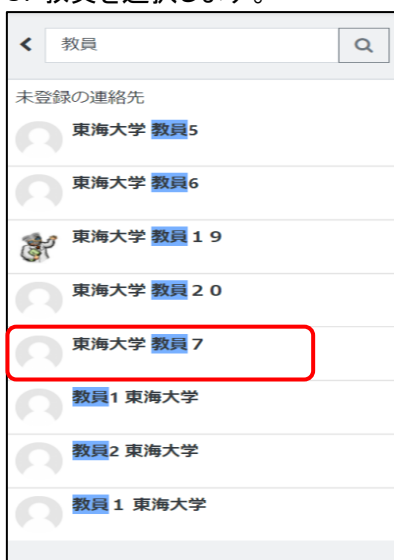 教員
未登録の連絡先
東海大学 教員5
東海大学 教員6
東海大学 教員１９
東海大学 教員２０
東海大学 教員７
教員1 東海大学
教員2 東海大学
教員１ 東海大学